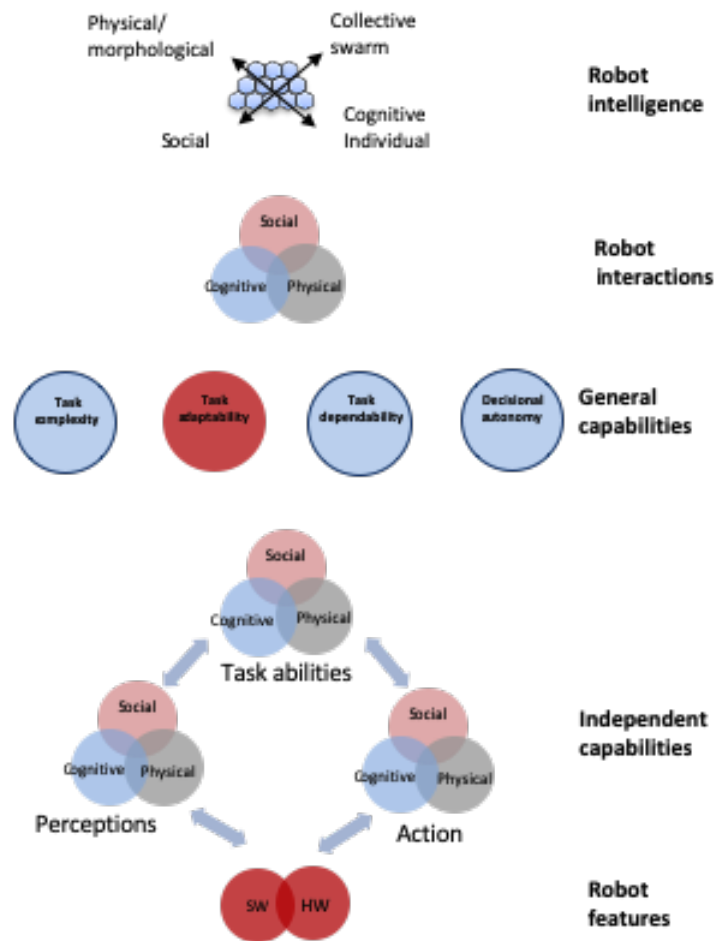 Physical/
morphological
Collective
swarm
Social
Cognitive
Individual
Robot
intelligence
Social
Cognitive
Physical
Robot
interactions
Task
complexity
Task
adaptability
Task
dependability
Decisional
autonomy
General
capabilities
Social
Cognitive
Physical
Task abilities
Social
Cognitive
Physical
Perceptions
Social
Cognitive
Physical
Action
Independent
capabilities
SW
HW
Robot
features